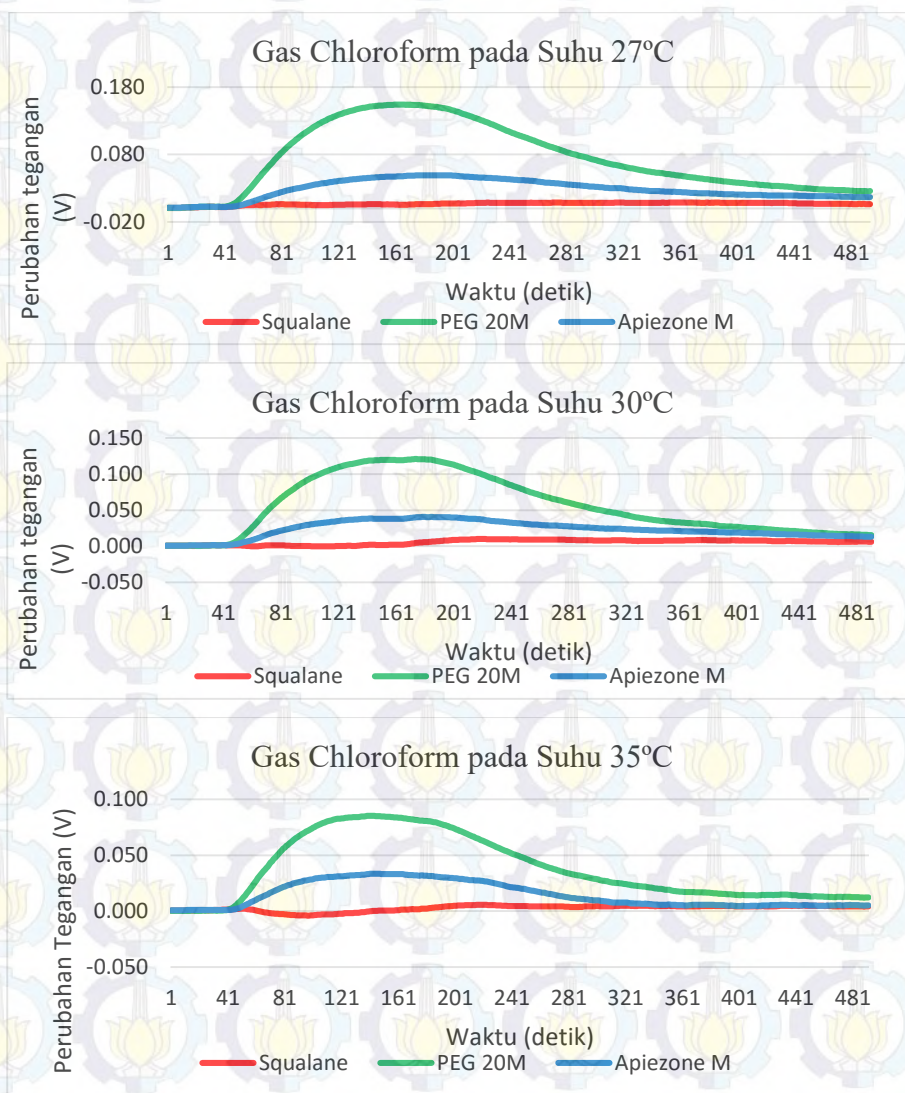 Gas Chloroform pada Suhu 27ºC
Perubahan tegangan
(V)
0.180
0.080
-0.020
1 41 81 121 161 201 241 281 321 361 401 441 481
Waktu (detik)
Squalane PEG 20M Apiezone M
Gas Chloroform pada Suhu 30ºC
Perubahan tegangan
(V)
0.150
0.100
0.050
0.000
-0.050
1 41 81 121 161 201 241 281 321 361 401 441 481
Waktu (detik)
Squalane PEG 20M Apiezone M
Gas Chloroform pada Suhu 35ºC
Perubahan Tegangan (V)
0.100
0.050
0.000
-0.050
1 41 81 121 161 201 241 281 321 361 401 441 481
Waktu (detik)
Squalane PEG 20M Apiezone M